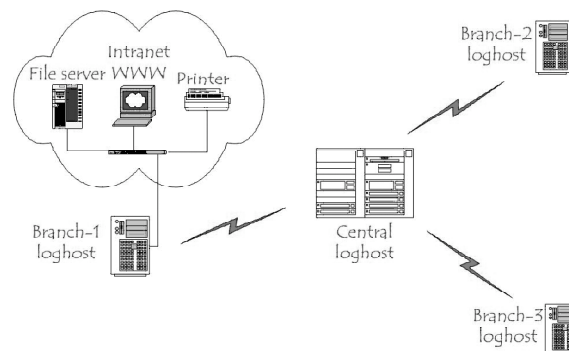 Intranet
File server WWW Printer
Branch-1
loghost
Central
loghost
Branch-2
loghost
Branch-3
loghost